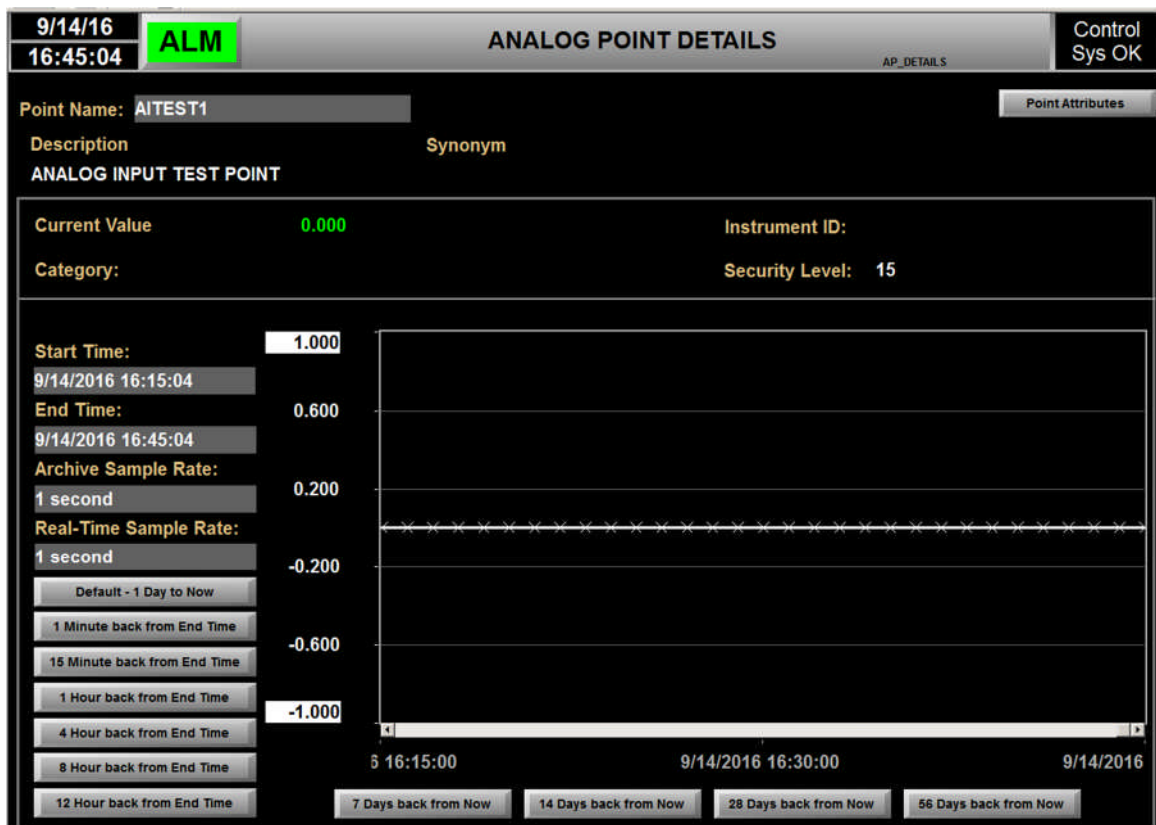 9/14/16
16:45:04
ALM
ANALOG POINT DETAILS
AP_DETAILS
Control
Sys OK
Point Name: AITEST1
Point Attributes
Description
Synonym
ANALOG INPUT TEST POINT
Current Value 0.000
Instrument ID:
Category:
Security Level: 15
Start Time:
9/14/2016 16:15:04
End Time:
9/14/2016 16:45:04
Archive Sample Rate:
1 second
Real-Time Sample Rate:
1 second
Default - 1 Day to Now
1 Minute back from End Time
15 Minute back from End Time
1 Hour back from End Time
4 Hour back from End Time
8 Hour back from End Time
12 Hour back from End Time
1.000
0.600
0.200
-0.200
-0.600
-1.000
6 16:15:00
9/14/2016 16:30:00
9/14/2016
7 Days back from Now
14 Days back from Now
28 Days back from Now
56 Days back from Now